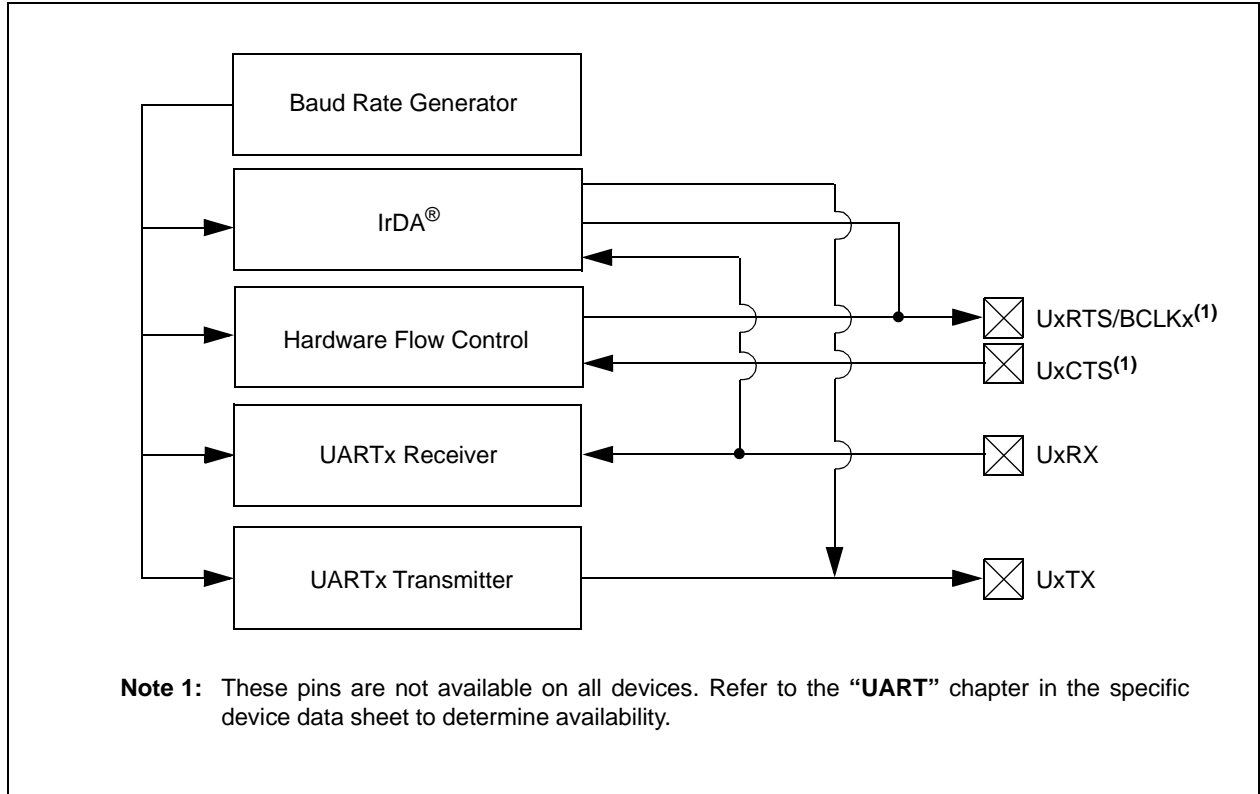 Baud Rate Generator
IrDA®
Hardware Flow Control
UxRTS/BCLKx(1)
UxCTS(1)
UARTx Receiver
UxRX
UARTx Transmitter
UxTX
Note 1: These pins are not available on all devices. Refer to the “UART” chapter in the specific
device data sheet to determine availability.